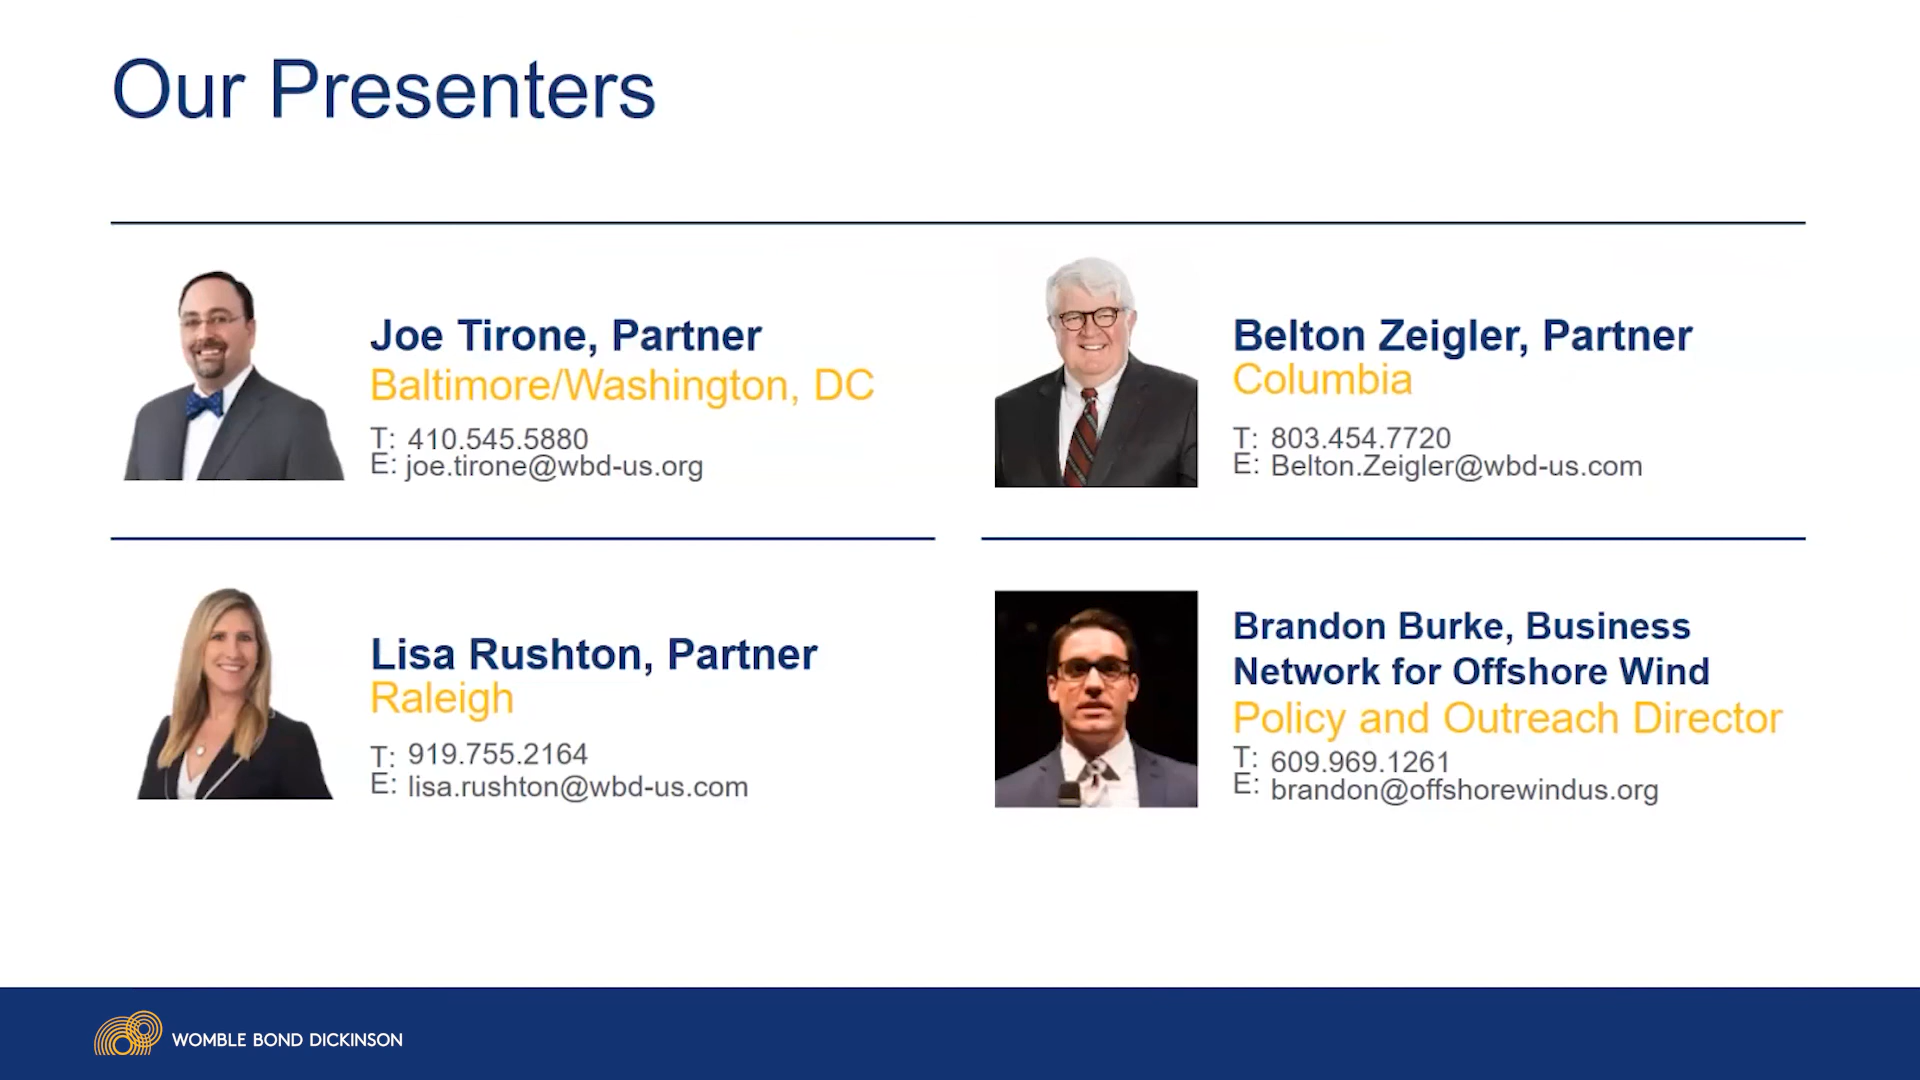 Our Presenters
Joe Tirone, Partner
Baltimore/Washington, DC
T: 410.545.5880
E: joe.tirone@wbd-us.org
Belton Zeigler, Partner
Columbia
T: 803.454.7720
E: Belton.Zeigler@wbd-us.com
Lisa Rushton, Partner
Raleigh
T: 919.755.2164
E: lisa.rushton@wbd-us.com
Brandon Burke, Business
Network for Offshore Wind
Policy and Outreach Director
T: 609.969.1261
E: brandon@offshorewindus.org
WOMBLE BOND DICKINSON